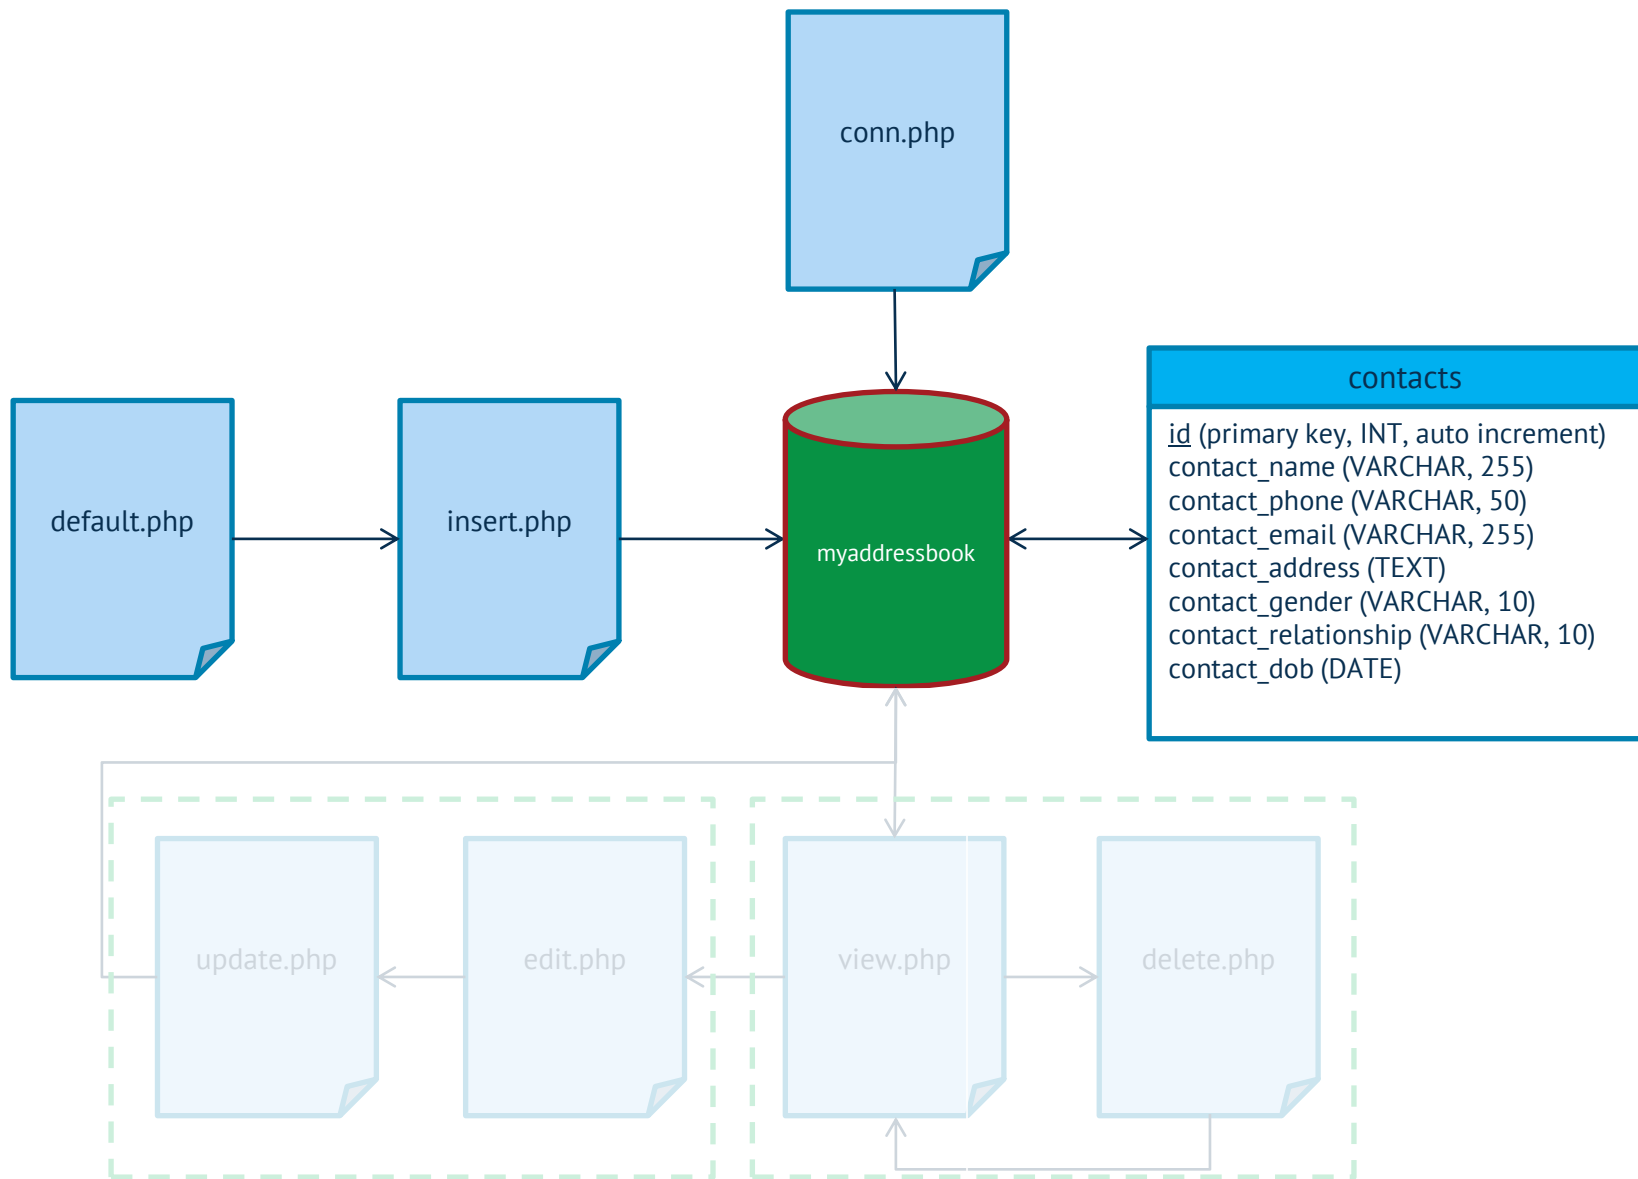 conn.php
default.php
insert.php
myaddressbook
contacts
id (primary key, INT, auto increment)
contact_name (VARCHAR, 255)
contact_phone (VARCHAR, 50)
contact_email (VARCHAR, 255)
contact_address (TEXT)
contact_gender (VARCHAR, 10)
contact_relationship (VARCHAR, 10)
contact_dob (DATE)
update.php
edit.php
view.php
delete.php